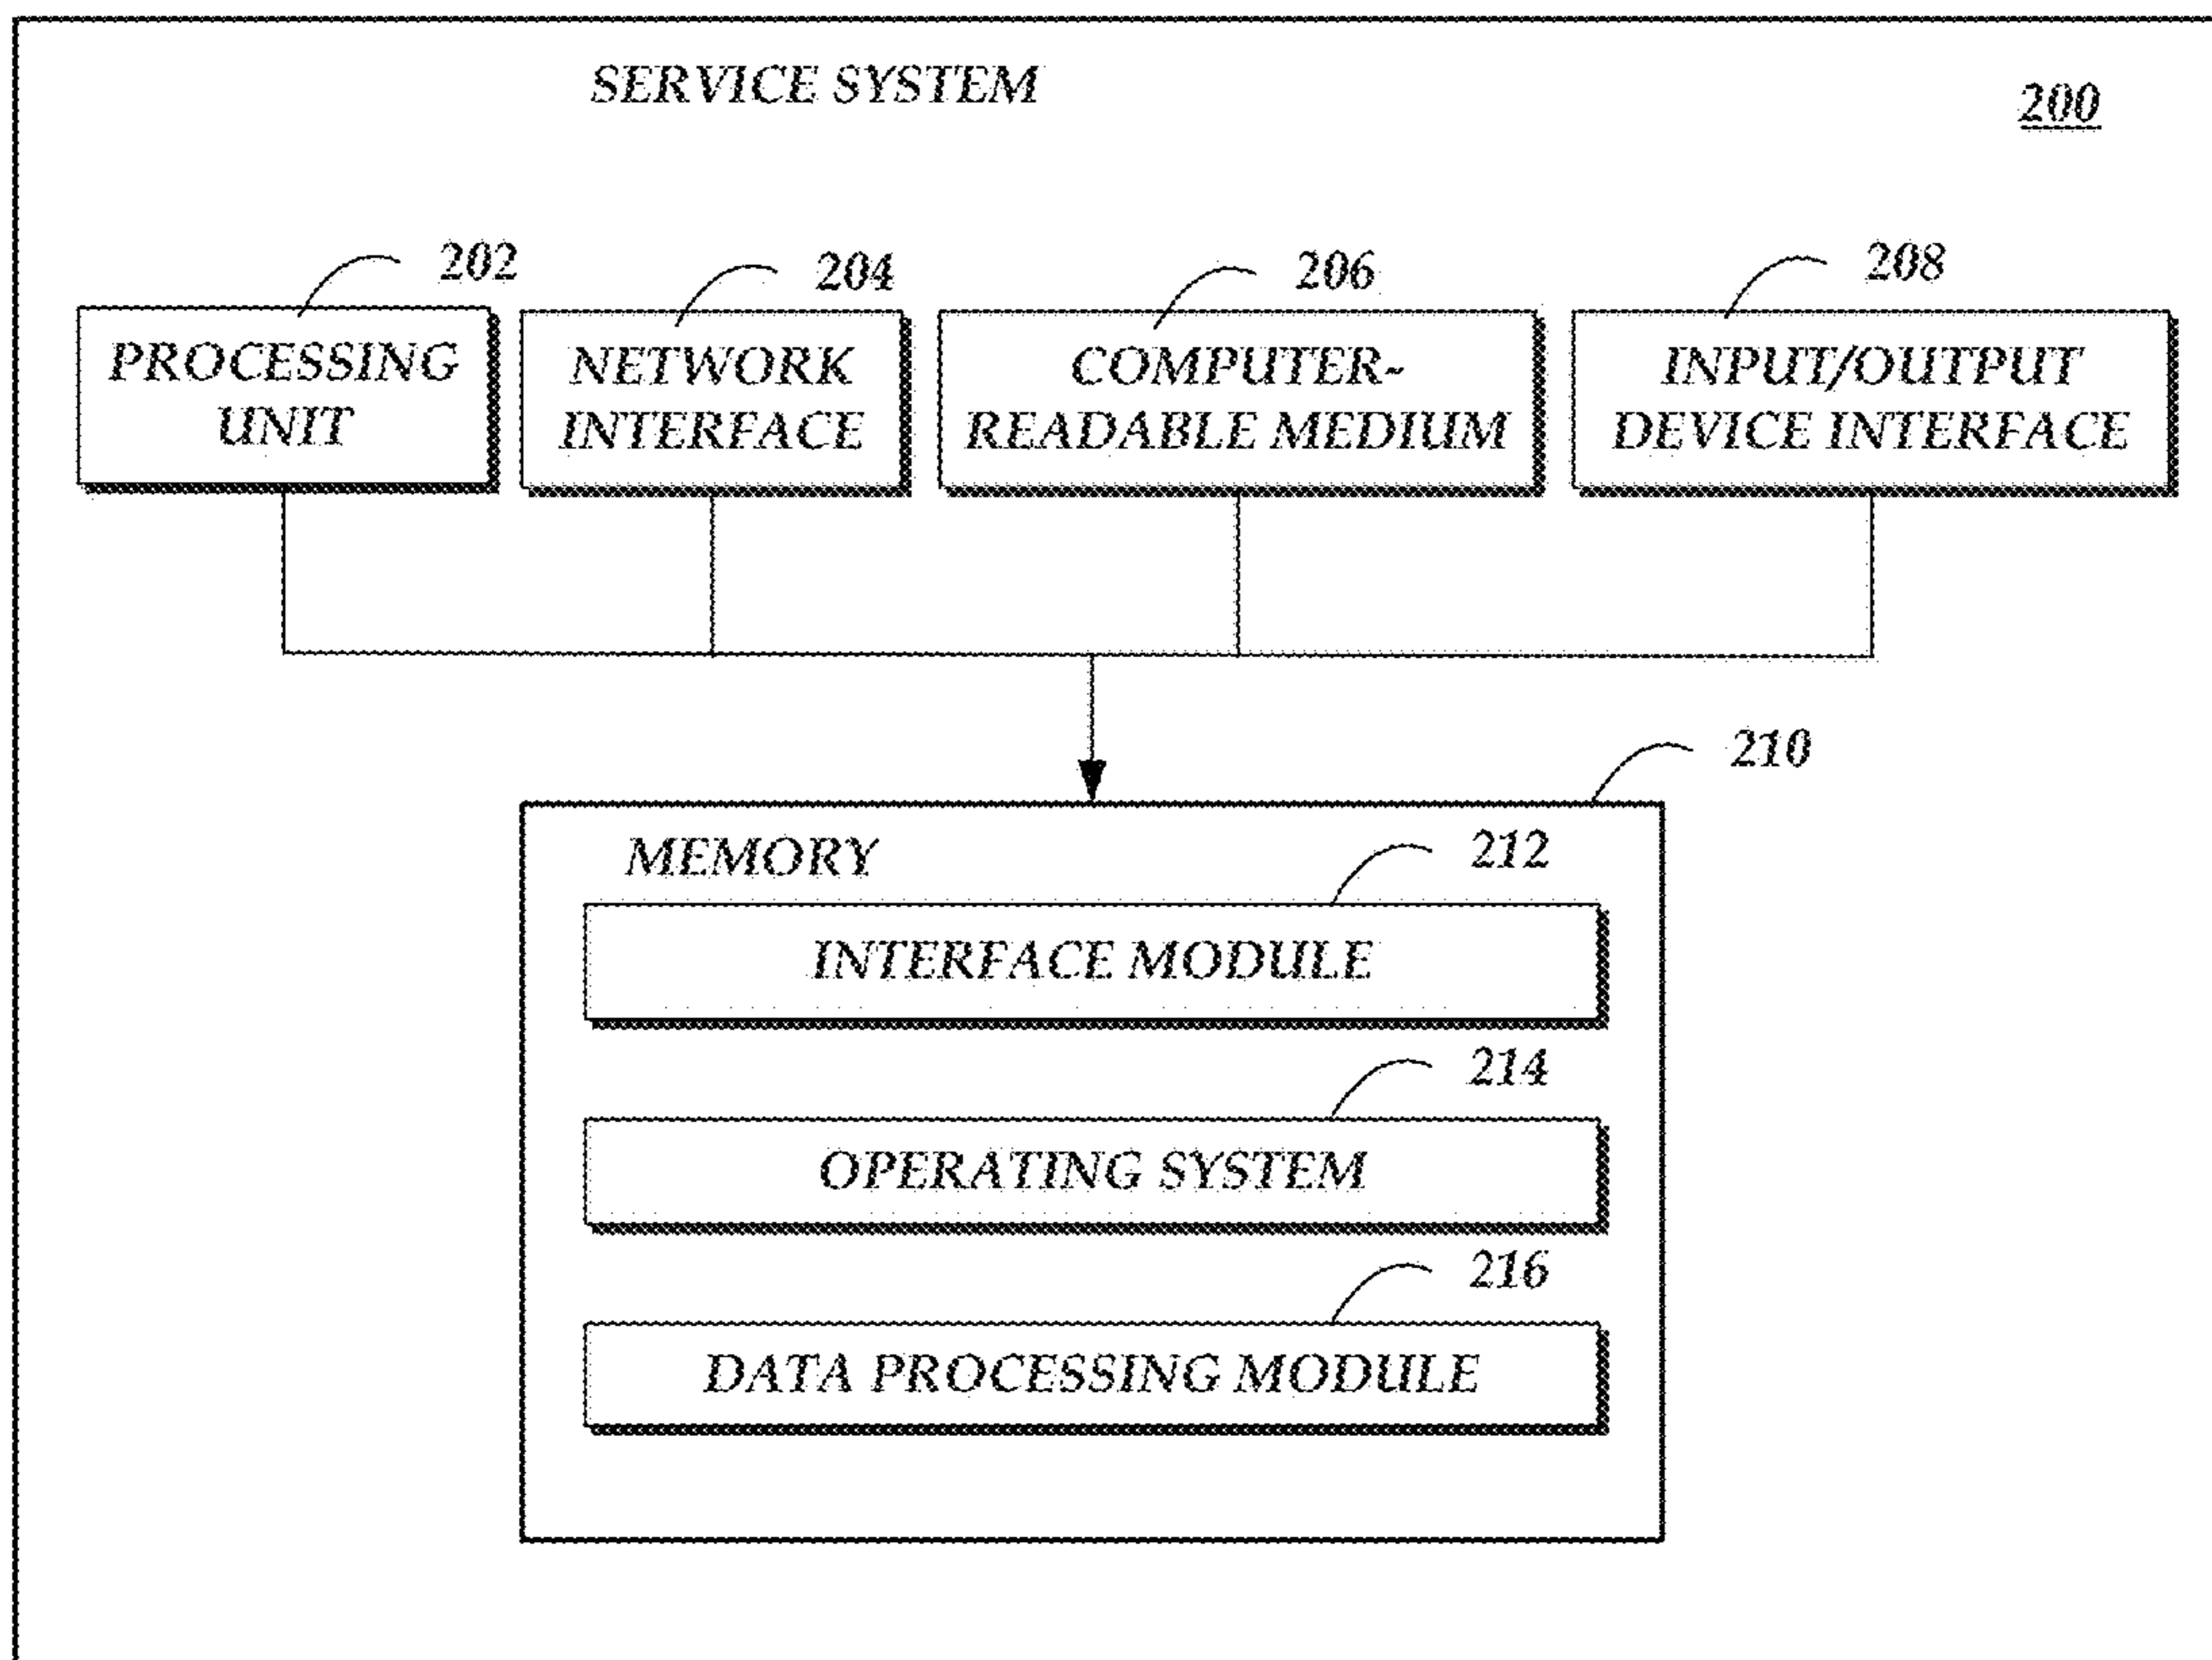 SERVICE SYSTEM
200
202
204
206
208
PROCESSING
UNIT
NETWORK
INTERFACE
COMPUTER-
READABLE MEDIUM
INPUT/OUTPUT
DEVICE INTERFACE
210
MEMORY
212
INTERFACE MODULE
214
OPERATING SYSTEM
216
DATA PROCESSING MODULE